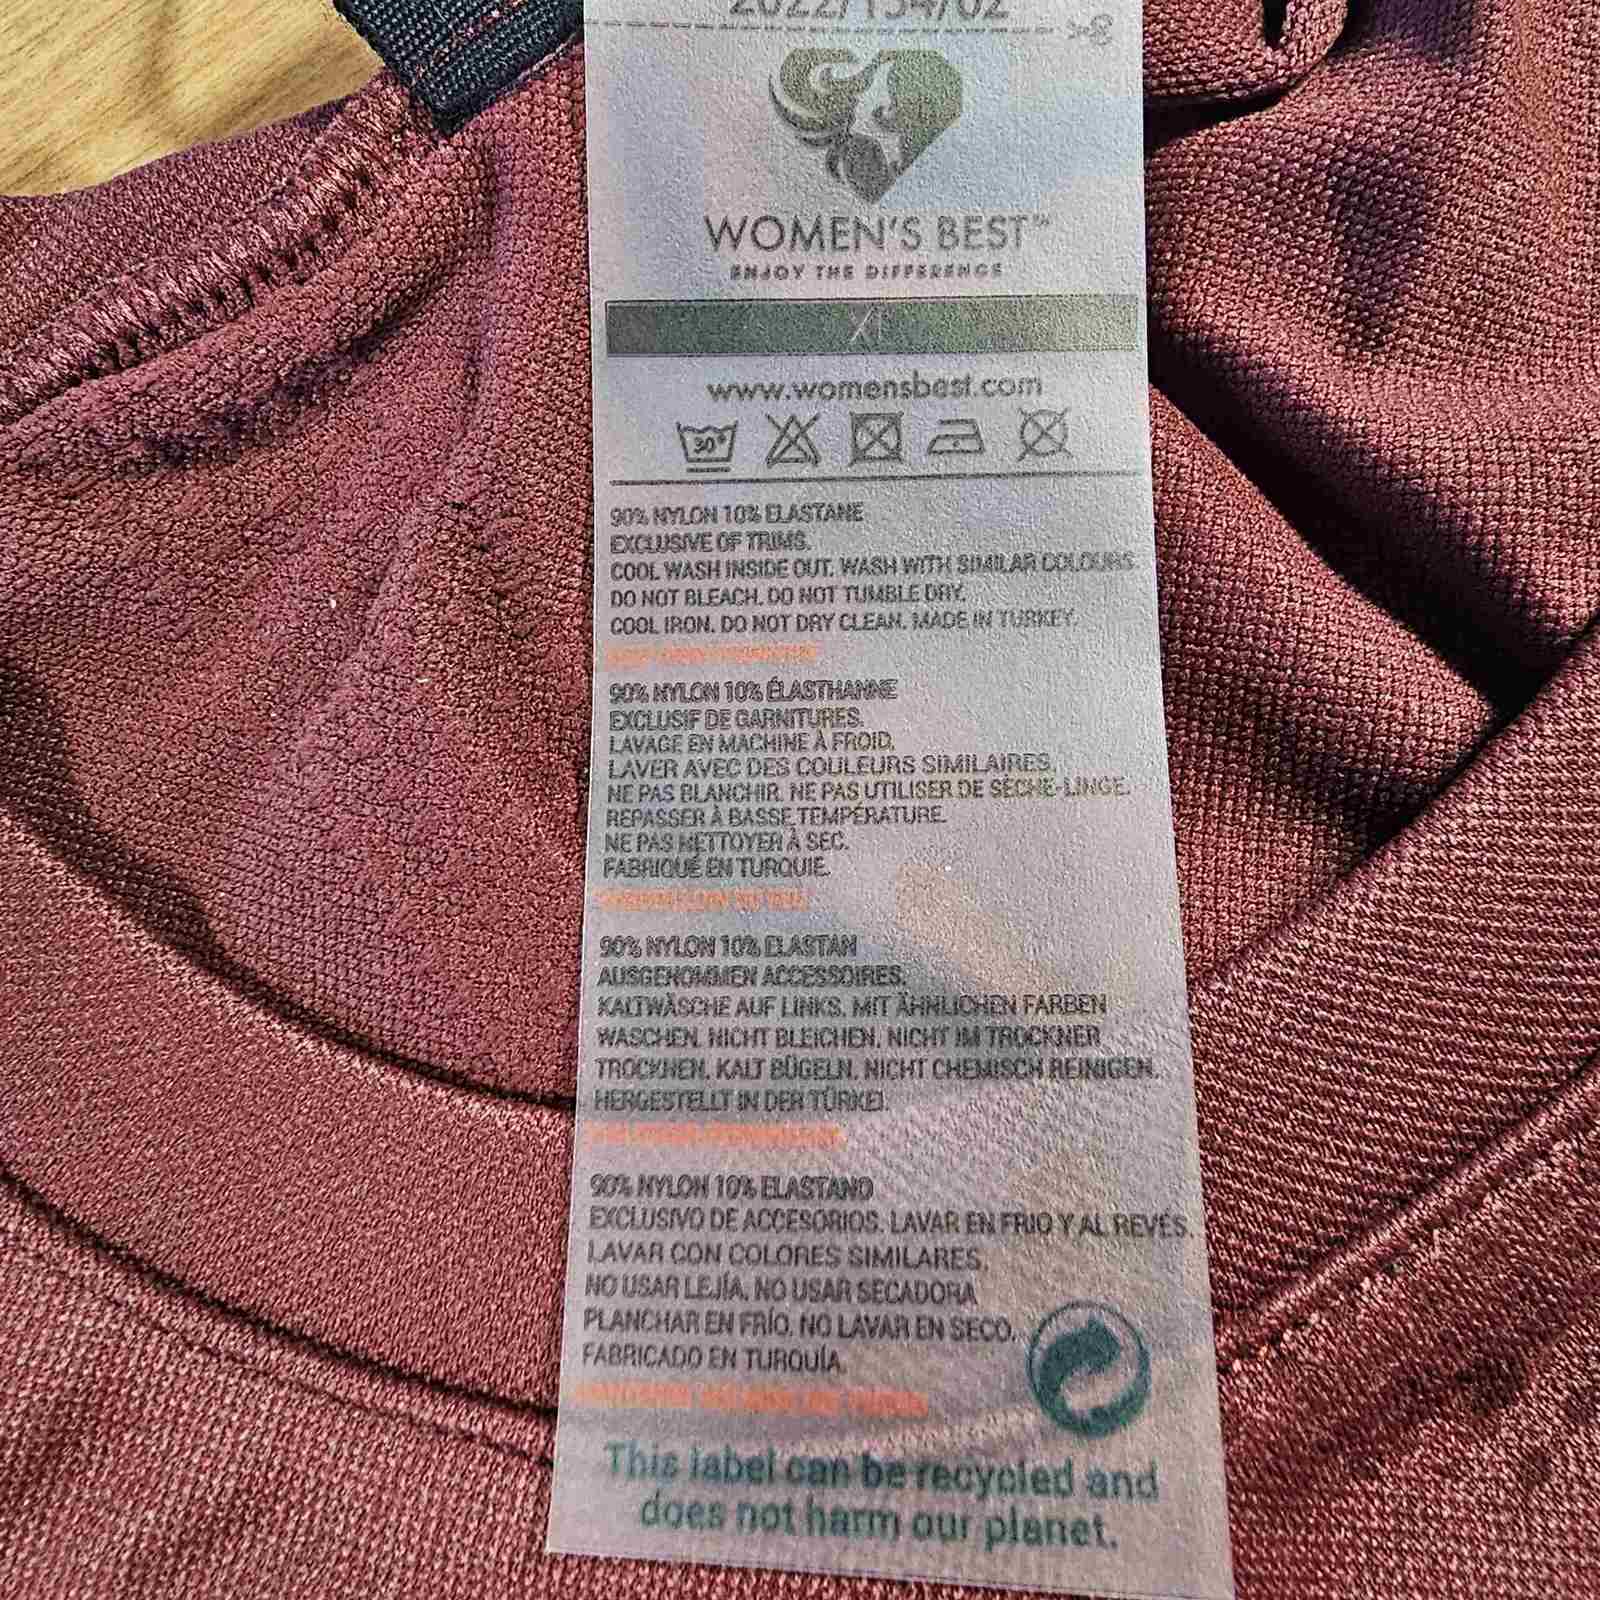 2022/154/02
WOMEN'S BEST™
ENJOY THE DIFFERENCE
XL
www.womensbest.com
30°
90% NYLON 10% ELASTANE
EXCLUSIVE OF TRIMS.
COOL WASH INSIDE OUT. WASH WITH SIMILAR COLOURS
DO NOT BLEACH. DO NOT TUMBLE DRY.
COOL IRON. DO NOT DRY CLEAN. MADE IN TURKEY.
90% NYLON 10% ÉLASTHANNE
EXCLUSIF DE GARNITURES.
LAVAGE EN MACHINE À FROID.
LAVER AVEC DES COULEURS SIMILAIRES.
NE PAS BLANCHIR. NE PAS UTILISER DE SÈCHE-LINGE.
REPASSER À BASSE TEMPÉRATURE.
NE PAS NETTOYER À SEC.
FABRIQUÉ EN TURQUIE.
90% NYLON 10% ELASTAN
AUSGENOMMEN ACCESSOIRES.
KALTWÄSCHE AUF LINKS. MIT ÄHNLICHEN FARBEN
WASCHEN. NICHT BLEICHEN. NICHT IM TROCKNER
TROCKNEN. KALT BÜGELN. NICHT CHEMISCH REINIGEN.
HERGESTELLT IN DER TÜRKEI.
90% NYLON 10% ELASTANO
EXCLUSIVO DE ACCESORIOS. LAVAR EN FRIO Y AL REVÉS.
LAVAR CON COLORES SIMILARES.
NO USAR LEJÍA. NO USAR SECADORA
PLANCHAR EN FRÍO. NO LAVAR EN SECO.
FABRICADO EN TURQUÍA
This label can be recycled and
does not harm our planet.